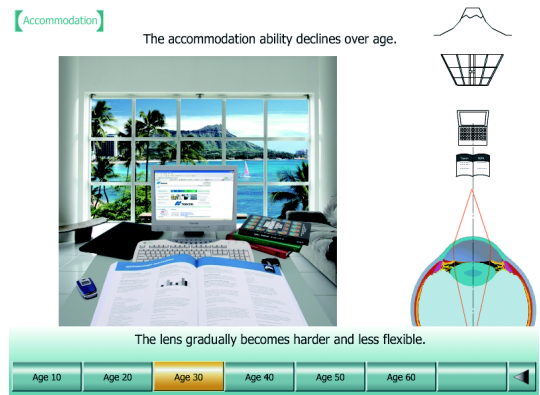 Accommodation
The accommodation ability declines over age.
TOPCON
The lens gradually becomes harder and less flexible.
Age 10
Age 20
Age 30
Age 40
Age 50
Age 60